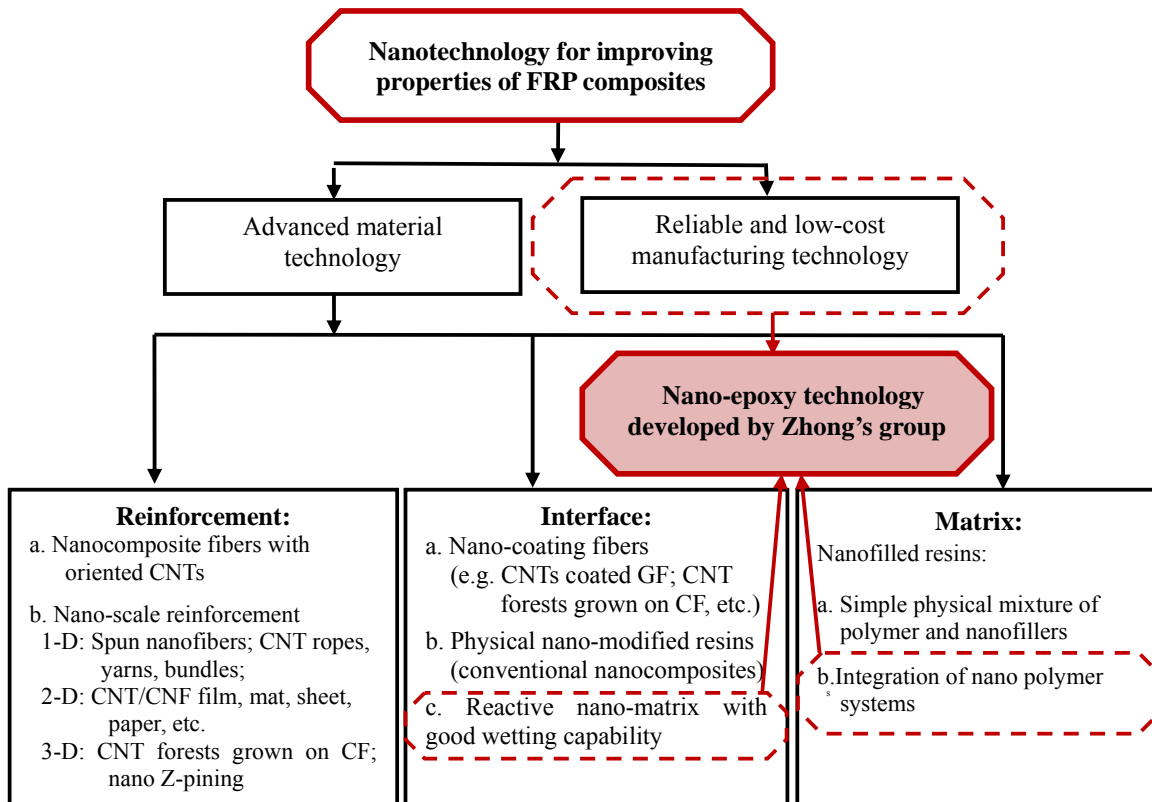 Nanotechnology for improving
properties of FRP composites
Advanced material
technology
Reliable and low-cost
manufacturing technology
Nano-epoxy technology
developed by Zhong’s group
Reinforcement:
a. Nanocomposite fibers with
oriented CNTs
b. Nano-scale reinforcement
1-D: Spun nanofibers; CNT ropes,
yarns, bundles;
2-D: CNT/CNF film, mat, sheet,
paper, etc.
3-D: CNT forests grown on CF;
nano Z-pining
Interface:
a. Nano-coating fibers
(e.g. CNTs coated GF; CNT
forests grown on CF, etc.)
b. Physical nano-modified resins
(conventional nanocomposites)
c. Reactive nano-matrix with
good wetting capability
Matrix:
Nanofilled resins:
a. Simple physical mixture of
polymer and nanofillers
b.Integration of nano polymer
s systems